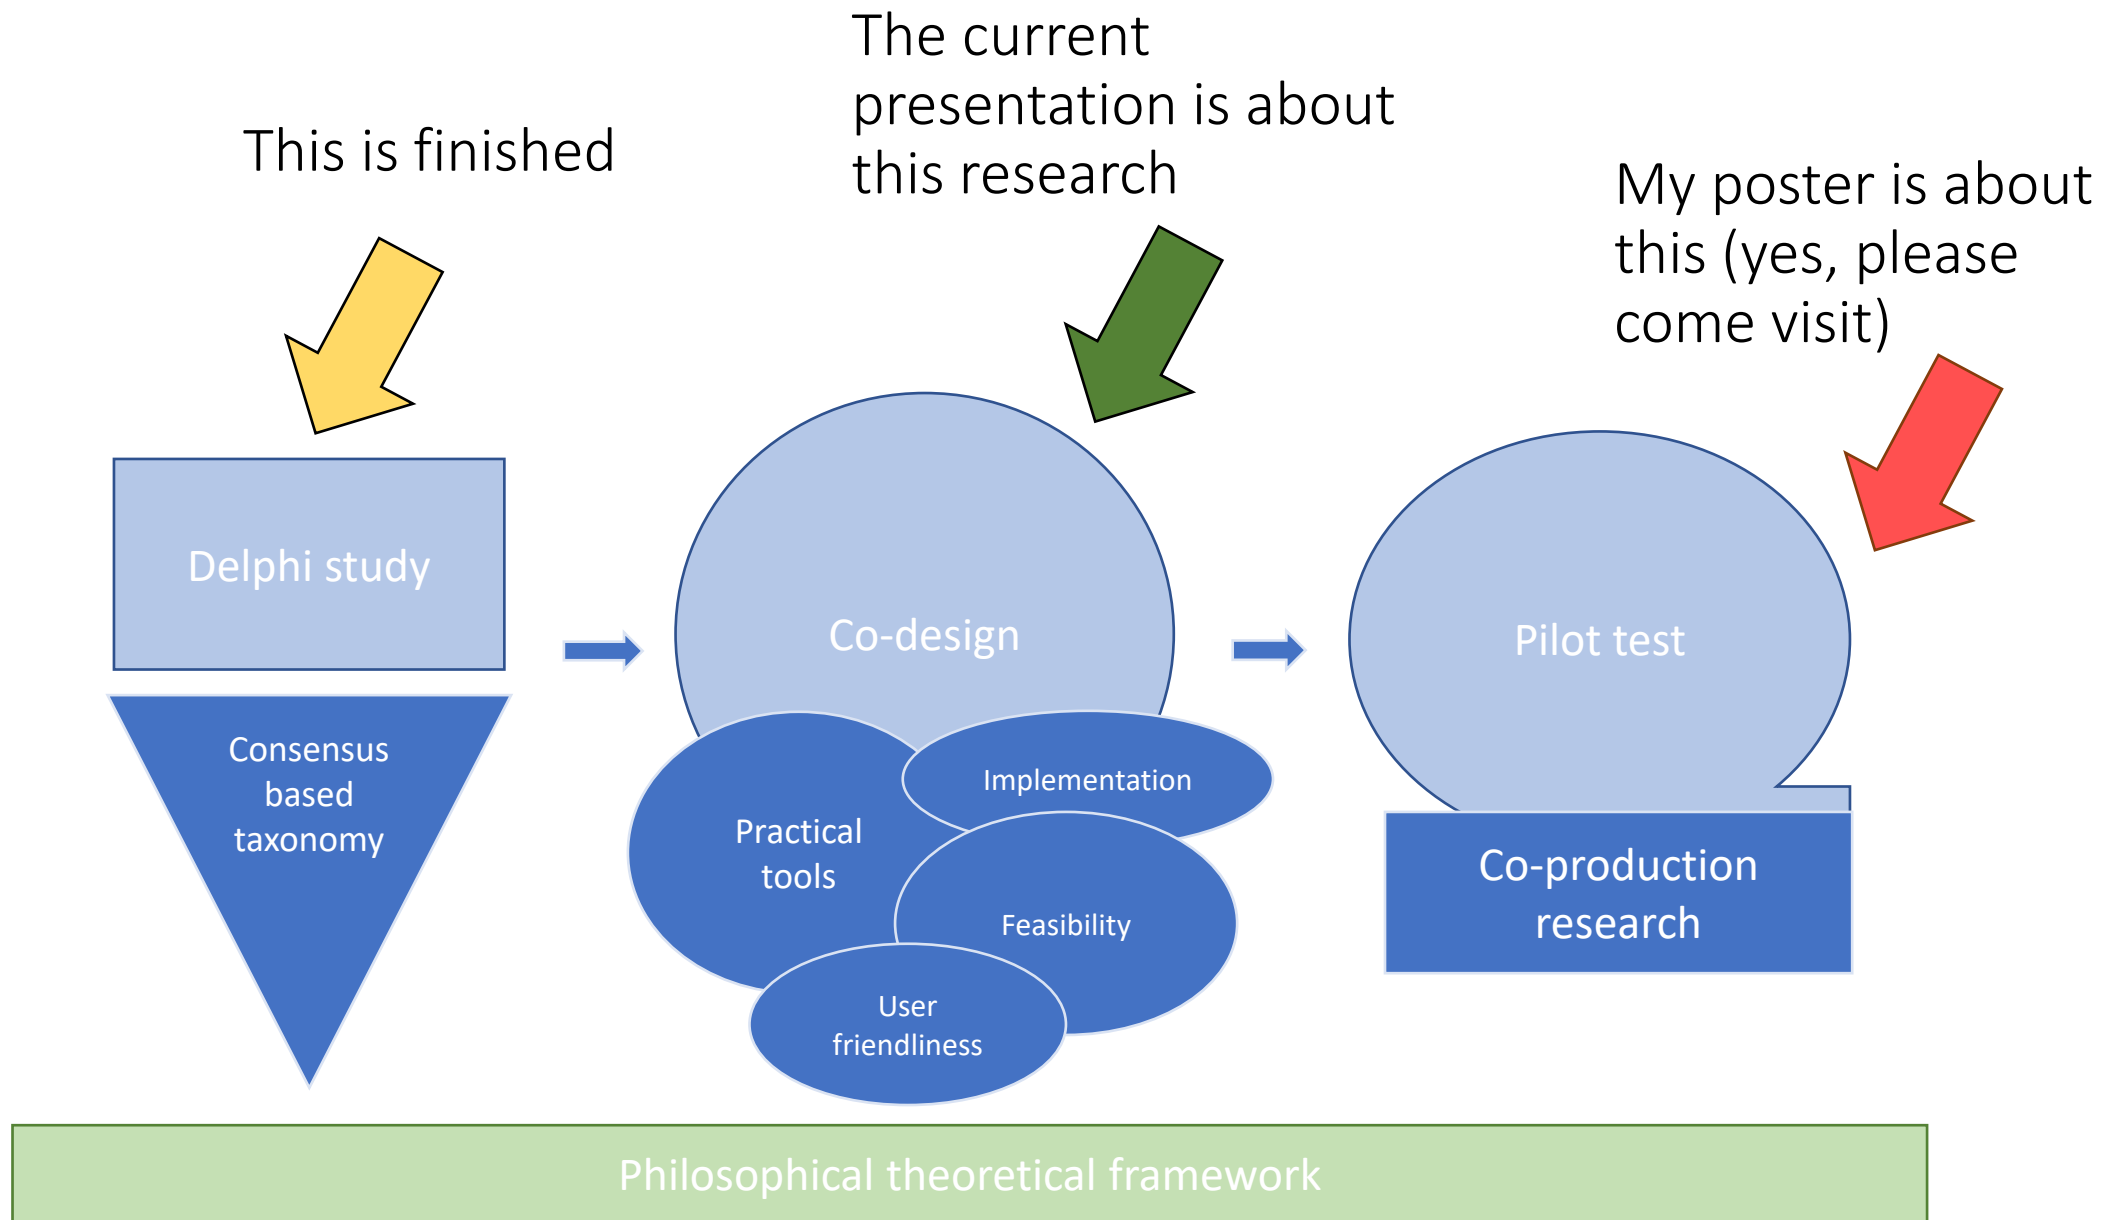 The current
presentation is about
this research
This is finished
My poster is about
this (yes, please
come visit)
Delphi study
Co-design
Pilot test
Consensus
based
taxonomy
Practical
tools
Implementation
Feasibility
User
friendliness
Co-production
research
Philosophical theoretical framework